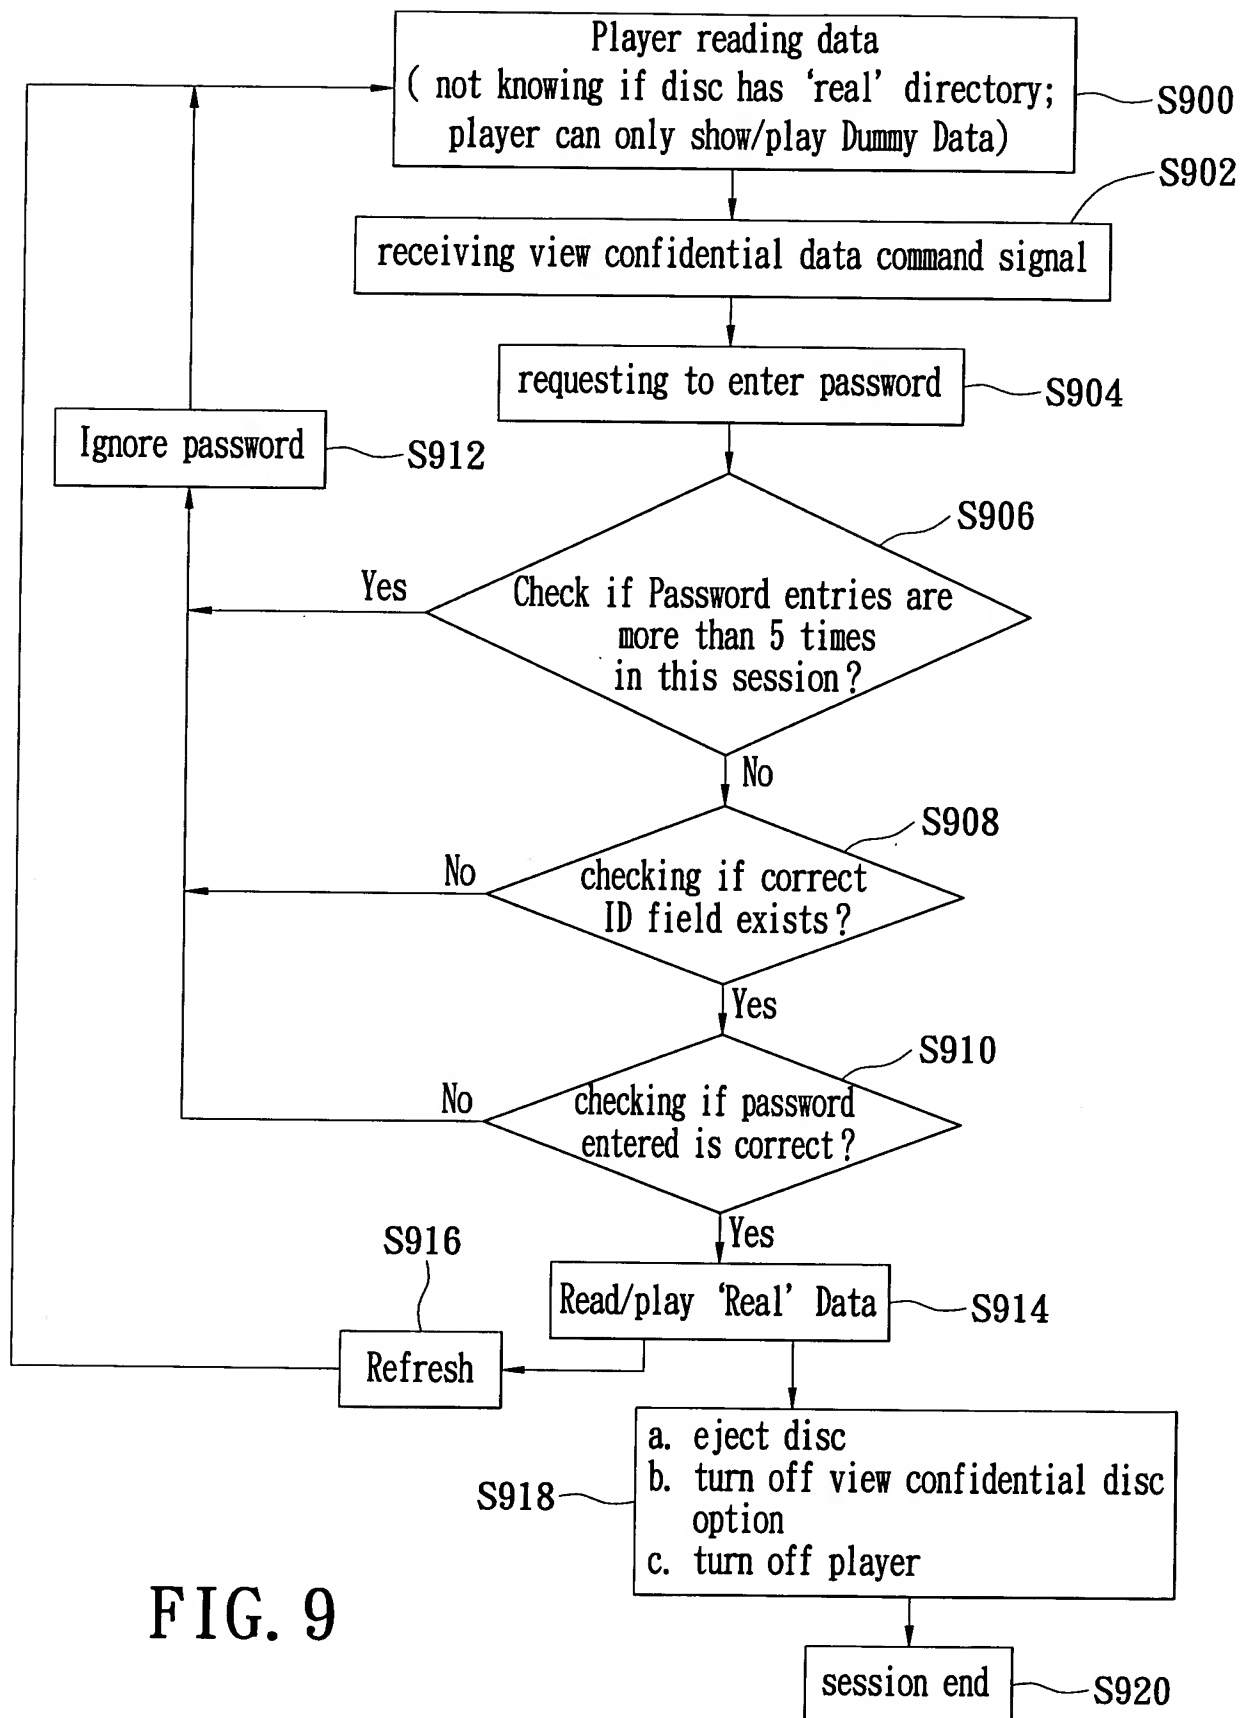 Player reading data
( not knowing if disc has ‘real’ directory;
player can only show/play Dummy Data)
S900
S902
receiving view confidential data command signal
requesting to enter password
S904
Ignore password
S912
S906
Yes
Check if Password entries are
more than 5 times
in this session?
No
S908
No
checking if correct
ID field exists?
Yes
S910
No
checking if password
entered is correct?
Yes
S916
Read/play ‘Real’ Data
S914
Refresh
a. eject disc
b. turn off view confidential disc
option
c. turn off player
S918
FIG. 9
session end
S920